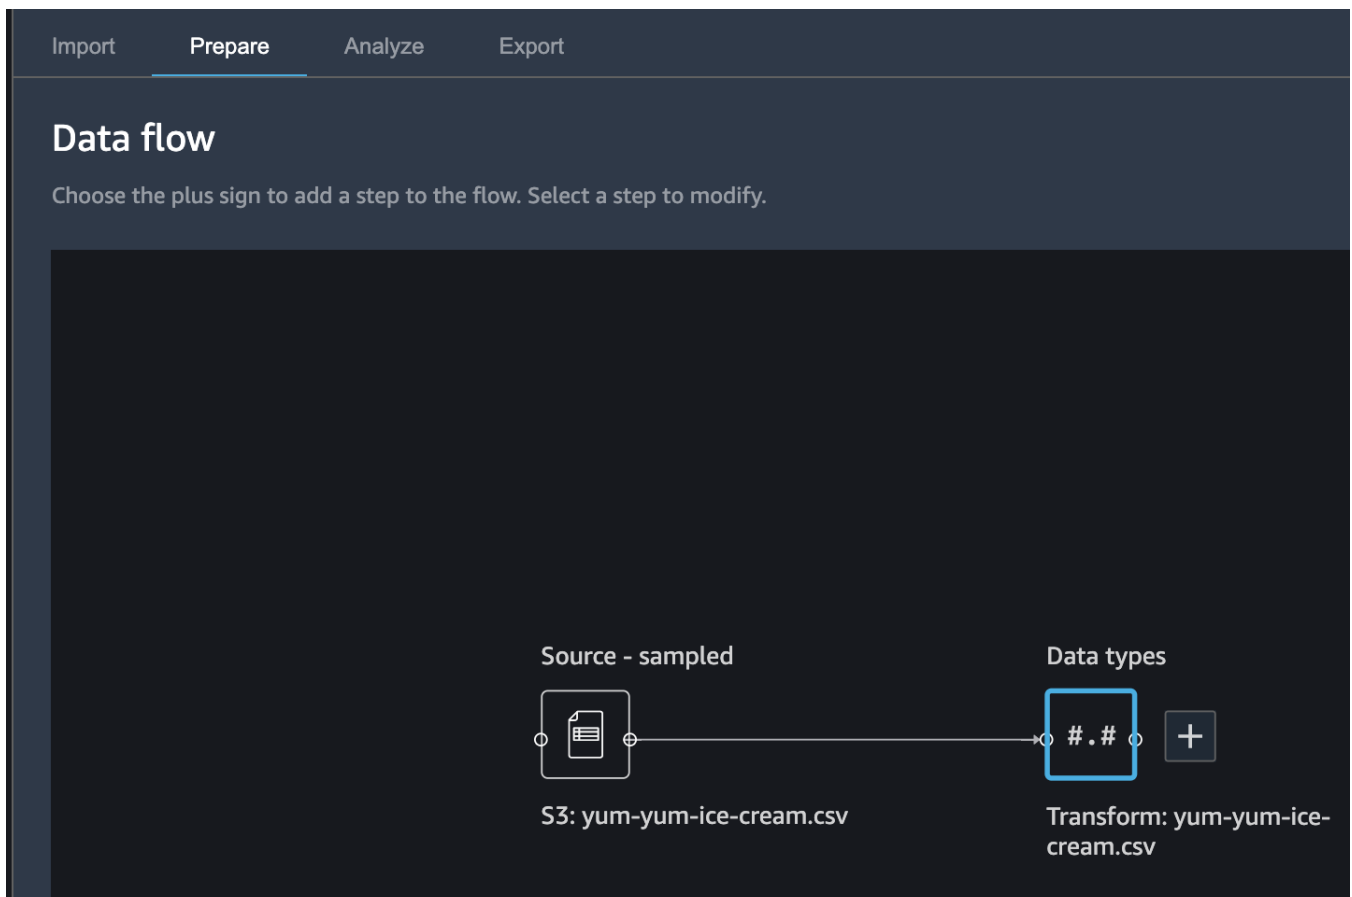 Import Prepare Analyze Export
Data flow
Choose the plus sign to add a step to the flow. Select a step to modify.
Source - sampled
Data types
#.#
S3: yum-yum-ice-cream.csv
Transform: yum-yum-ice-
cream.csv